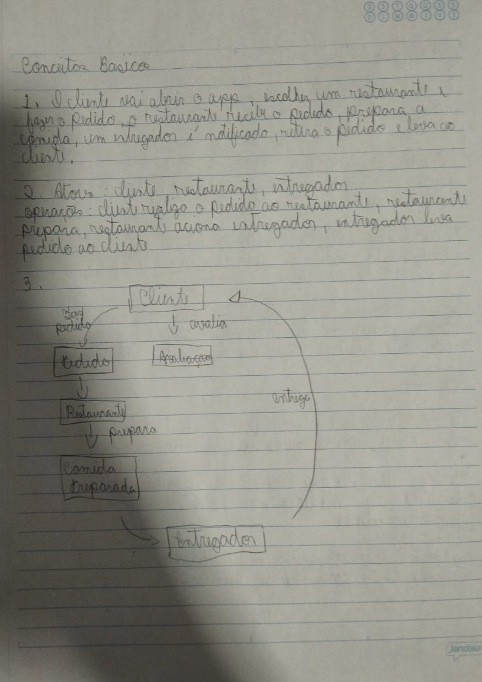 Conceitos Basicos
1. O cliente vai abrir o app, escolher um restaurante e
fazer o pedido, o restaurante recebe o pedido, prepara a
comida, um entregador é notificado, retira o pedido e leva ao
cliente.
2. Atores: cliente, restaurante, entregador
operações: cliente realiza o pedido ao restaurante, restaurante
prepara, restaurante aciona entregador, entregador leva
pedido ao cliente
3.
Cliente
faz
pedido
avalia
Pedido
Avaliação
Restaurante
entrega
prepara
Comida
Preparada
Entregador
jandaia